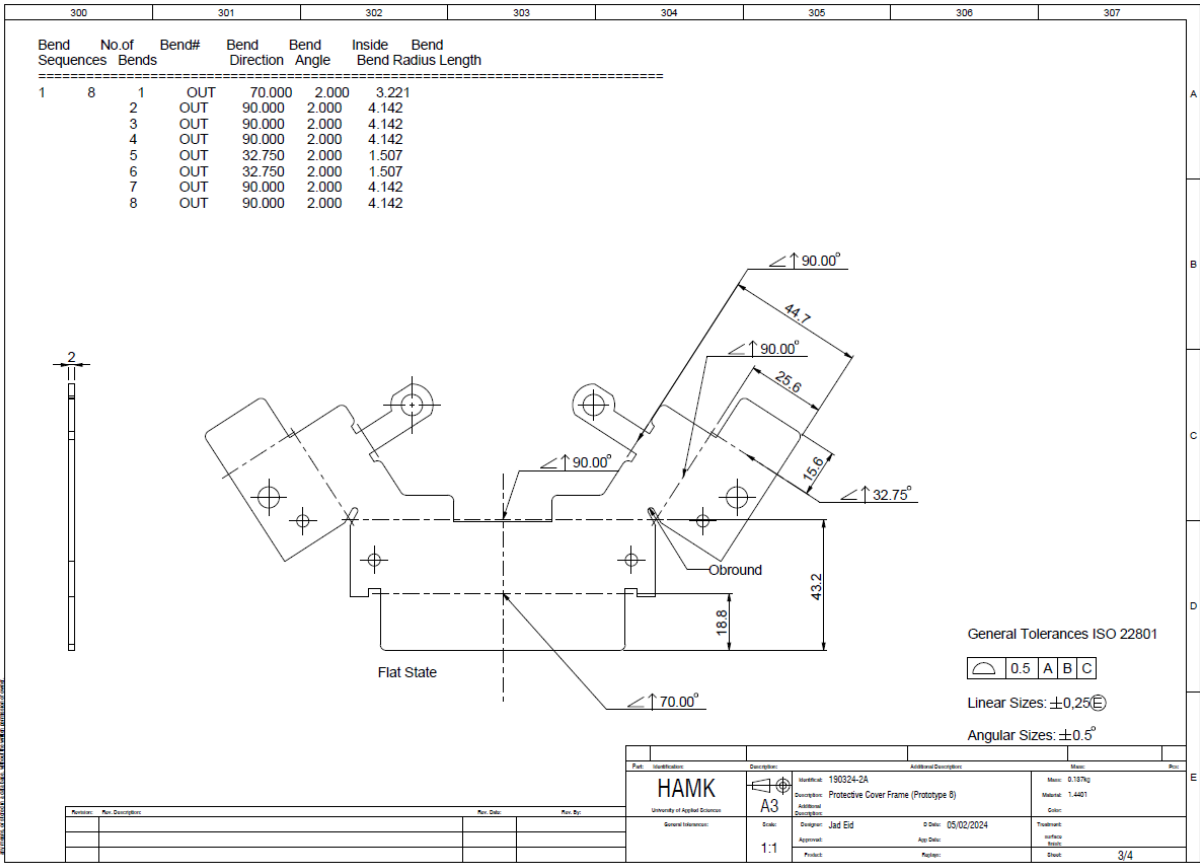 300 301 302 303 304 305 306 307
Bend No.of Bend# Bend Bend Inside Bend
Sequences Bends Direction Angle Bend Radius Length
==============================================================================
1 8 1 OUT 70.000 2.000 3.221
2 OUT 90.000 2.000 4.142
3 OUT 90.000 2.000 4.142
4 OUT 90.000 2.000 4.142
5 OUT 32.750 2.000 1.507
6 OUT 32.750 2.000 1.507
7 OUT 90.000 2.000 4.142
8 OUT 90.000 2.000 4.142
A
B
C
D
E
∠↑90.00°
44.7
∠↑90.00°
25.6
2
∠↑90.00°
15.6
∠↑32.75°
Obround
43.2
18.8
Flat State
∠↑70.00°
General Tolerances ISO 22801
⌓ 0.5 A B C
Linear Sizes: ±0,25Ⓔ
Angular Sizes: ±0.5°
Part: Identification: Description: Additional Description: Mass: Pcs:
HAMK
University of Applied Sciences
General tolerances:
A3
Scale:
1:1
Identificat: 190324-2A
Description: Protective Cover Frame (Prototype 8)
Additional
Description:
Designer: Jad Eid D Date: 05/02/2024
Approval: App Date:
Product: Replaps:
Mass: 0.187kg
Material: 1.4401
Color:
Treatment:
surface
finish:
Sheet: 3/4
Revision: Rev. Description: Rev. Date: Rev. By: